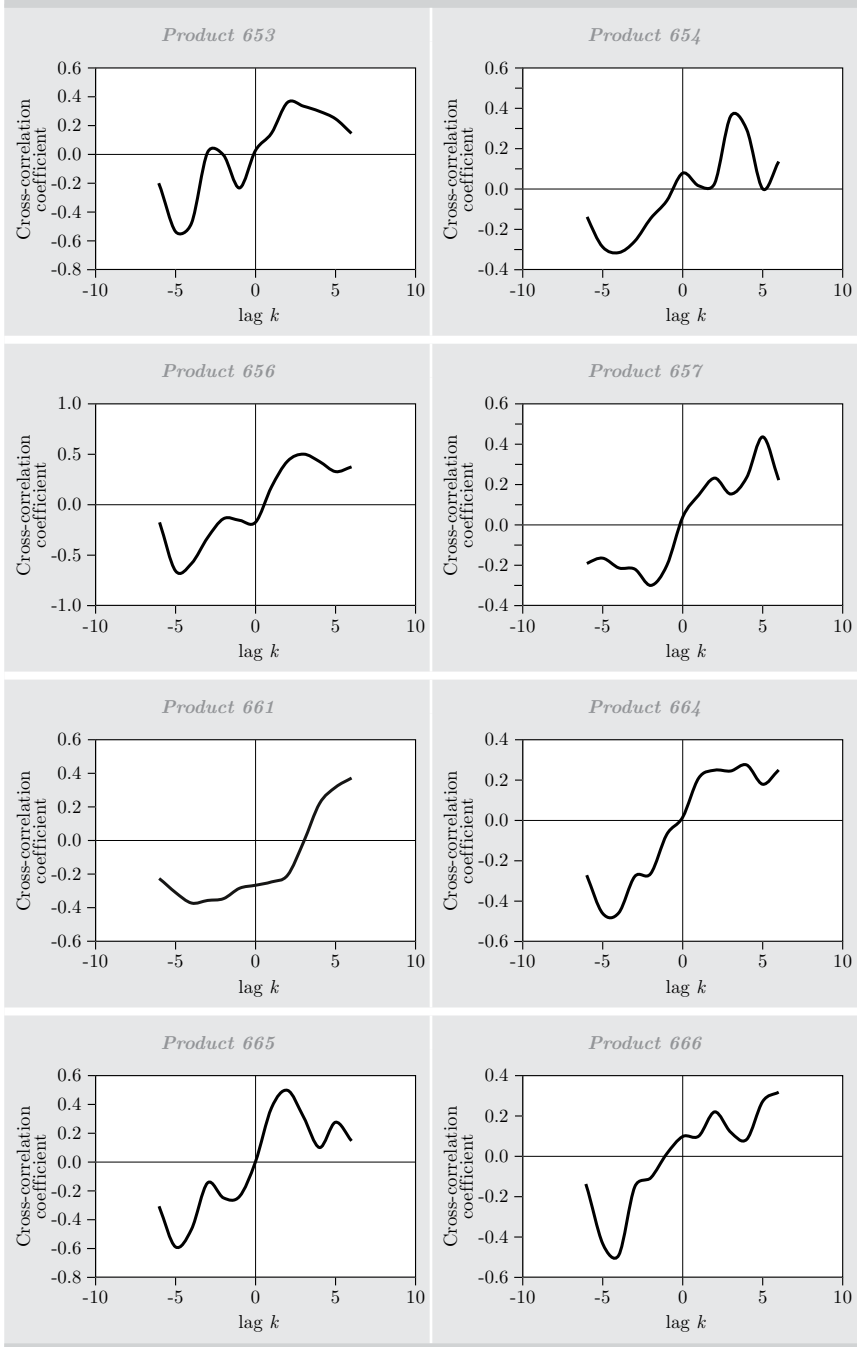 Product 653
Cross-correlation
coefficient
0.6
0.4
0.2
0.0
-0.2
-0.4
-0.6
-0.8
-10
-5
0
5
10
lag k
Product 654
Cross-correlation
coefficient
0.6
0.4
0.2
0.0
-0.2
-0.4
-10
-5
0
5
10
lag k
Product 656
Cross-correlation
coefficient
1.0
0.5
0.0
-0.5
-1.0
-10
-5
0
5
10
lag k
Product 657
Cross-correlation
coefficient
0.6
0.4
0.2
0.0
-0.2
-0.4
-10
-5
0
5
10
lag k
Product 661
Cross-correlation
coefficient
0.6
0.4
0.2
0.0
-0.2
-0.4
-0.6
-10
-5
0
5
10
lag k
Product 664
Cross-correlation
coefficient
0.4
0.2
0.0
-0.2
-0.4
-0.6
-10
-5
0
5
10
lag k
Product 665
Cross-correlation
coefficient
0.6
0.4
0.2
0.0
-0.2
-0.4
-0.6
-0.8
-10
-5
0
5
10
lag k
Product 666
Cross-correlation
coefficient
0.4
0.2
0.0
-0.2
-0.4
-0.6
-10
-5
0
5
10
lag k